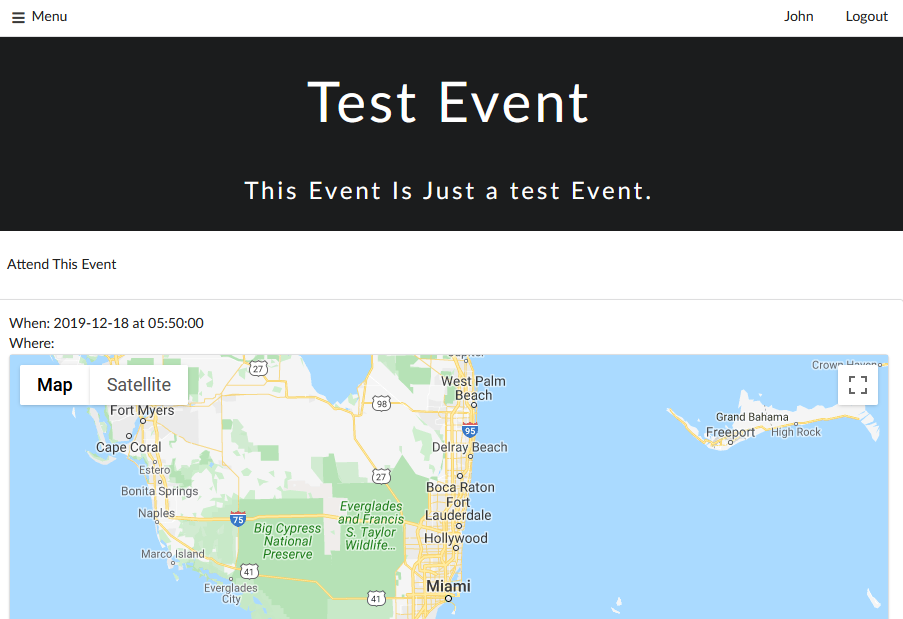 Menu
John
Logout
Test Event
This Event Is Just a test Event.
Attend This Event
When: 2019-12-18 at 05:50:00
Where:
Map
Satellite
27
98
West Palm
Beach
95
Fort Myers
Cape Coral
Estero
Bonita Springs
Naples
Marco Island
75
27
Delray Beach
Boca Raton
Fort
Lauderdale
Hollywood
Everglades
and Francis
S. Taylor
Wildlife...
Big Cypress
National
Preserve
41
Everglades
City
41
Miami
Grand Bahama
Freeport
High Rock